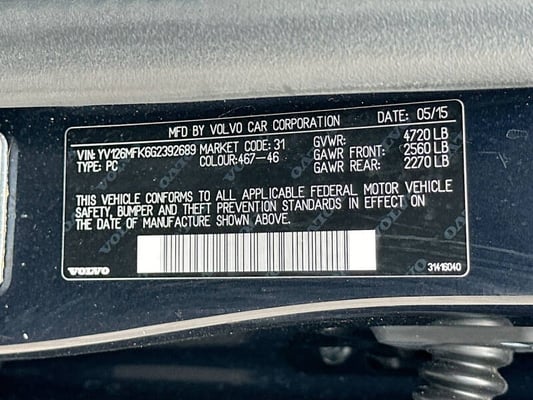 MFD BY VOLVO CAR CORPORATION DATE: 05/15
VIN: YV126MFK6G2392689 MARKET CODE: 31 GVWR: 4720 LB
TYPE: PC COLOUR:467-46 GAWR FRONT: 2560 LB
GAWR REAR: 2270 LB
THIS VEHICLE CONFORMS TO ALL APPLICABLE FEDERAL MOTOR VEHICLE
SAFETY, BUMPER AND THEFT PREVENTION STANDARDS IN EFFECT ON
THE DATE OF MANUFACTURE SHOWN ABOVE.
VOLVO 31416040